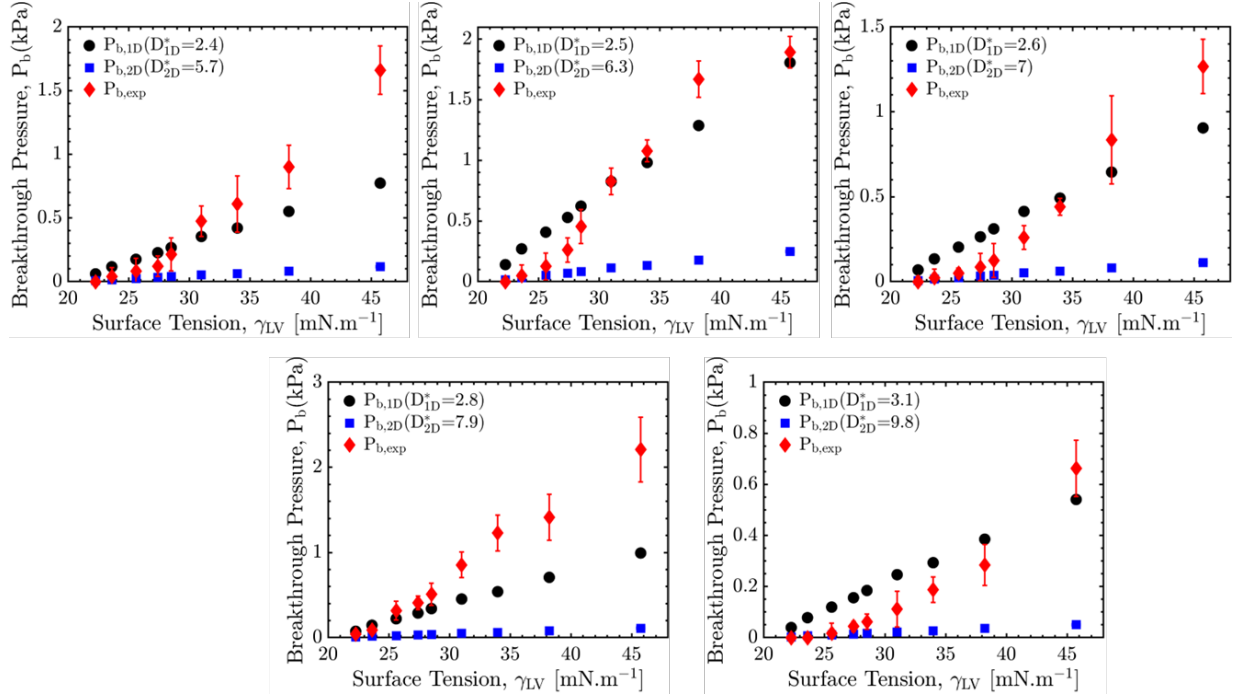 Breakthrough Pressure, P_b(kPa)
2
1.5
1
0.5
0
P_b,1D(D*_1D=2.4)
P_b,2D(D*_2D=5.7)
P_b,exp
20 25 30 35 40 45
Surface Tension, γ_LV [mN.m⁻¹]
Breakthrough Pressure, P_b(kPa)
2
1.5
1
0.5
0
P_b,1D(D*_1D=2.5)
P_b,2D(D*_2D=6.3)
P_b,exp
20 25 30 35 40 45
Surface Tension, γ_LV [mN.m⁻¹]
Breakthrough Pressure, P_b(kPa)
1.5
1
0.5
0
P_b,1D(D*_1D=2.6)
P_b,2D(D*_2D=7)
P_b,exp
20 25 30 35 40 45
Surface Tension, γ_LV [mN.m⁻¹]
Breakthrough Pressure, P_b(kPa)
3
2
1
0
P_b,1D(D*_1D=2.8)
P_b,2D(D*_2D=7.9)
P_b,exp
20 25 30 35 40 45
Surface Tension, γ_LV [mN.m⁻¹]
Breakthrough Pressure, P_b(kPa)
1
0.8
0.6
0.4
0.2
0
P_b,1D(D*_1D=3.1)
P_b,2D(D*_2D=9.8)
P_b,exp
20 25 30 35 40 45
Surface Tension, γ_LV [mN.m⁻¹]